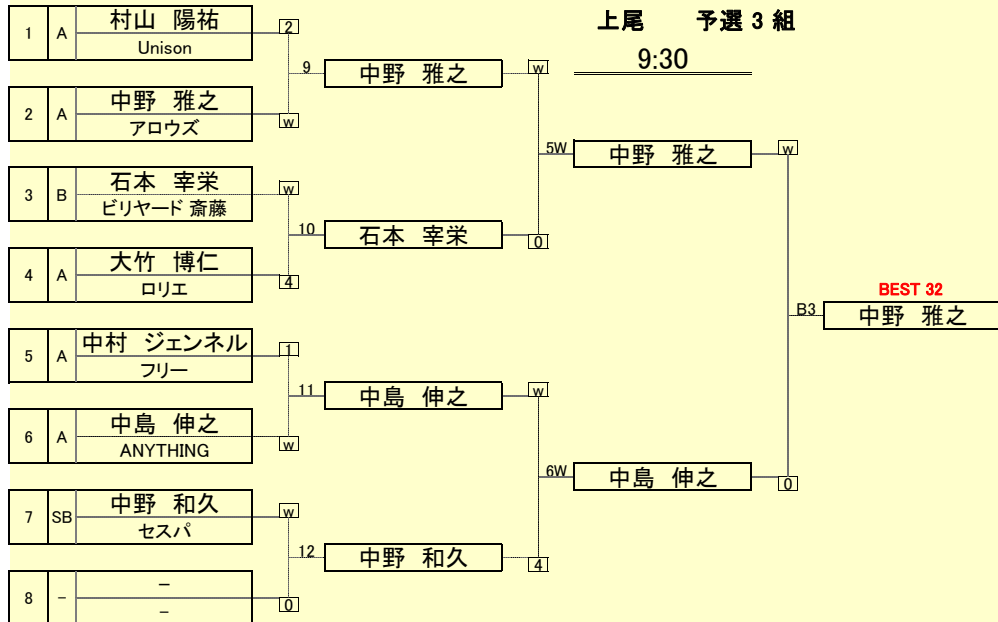 上尾 予選 3 組
9:30
1 A 村山 陽祐 2
Unison
9 中野 雅之 w
2 A 中野 雅之 w
アロウズ
5W 中野 雅之 w
3 B 石本 宰栄 w
ビリヤード 斎藤
10 石本 宰栄 0
4 A 大竹 博仁 4
ロリエ
BEST 32
B3 中野 雅之
5 A 中村 ジェンネル 1
フリー
11 中島 伸之 w
6 A 中島 伸之 w
ANYTHING
6W 中島 伸之 0
7 SB 中野 和久 w
セスパ
12 中野 和久 4
8 - - 0
-